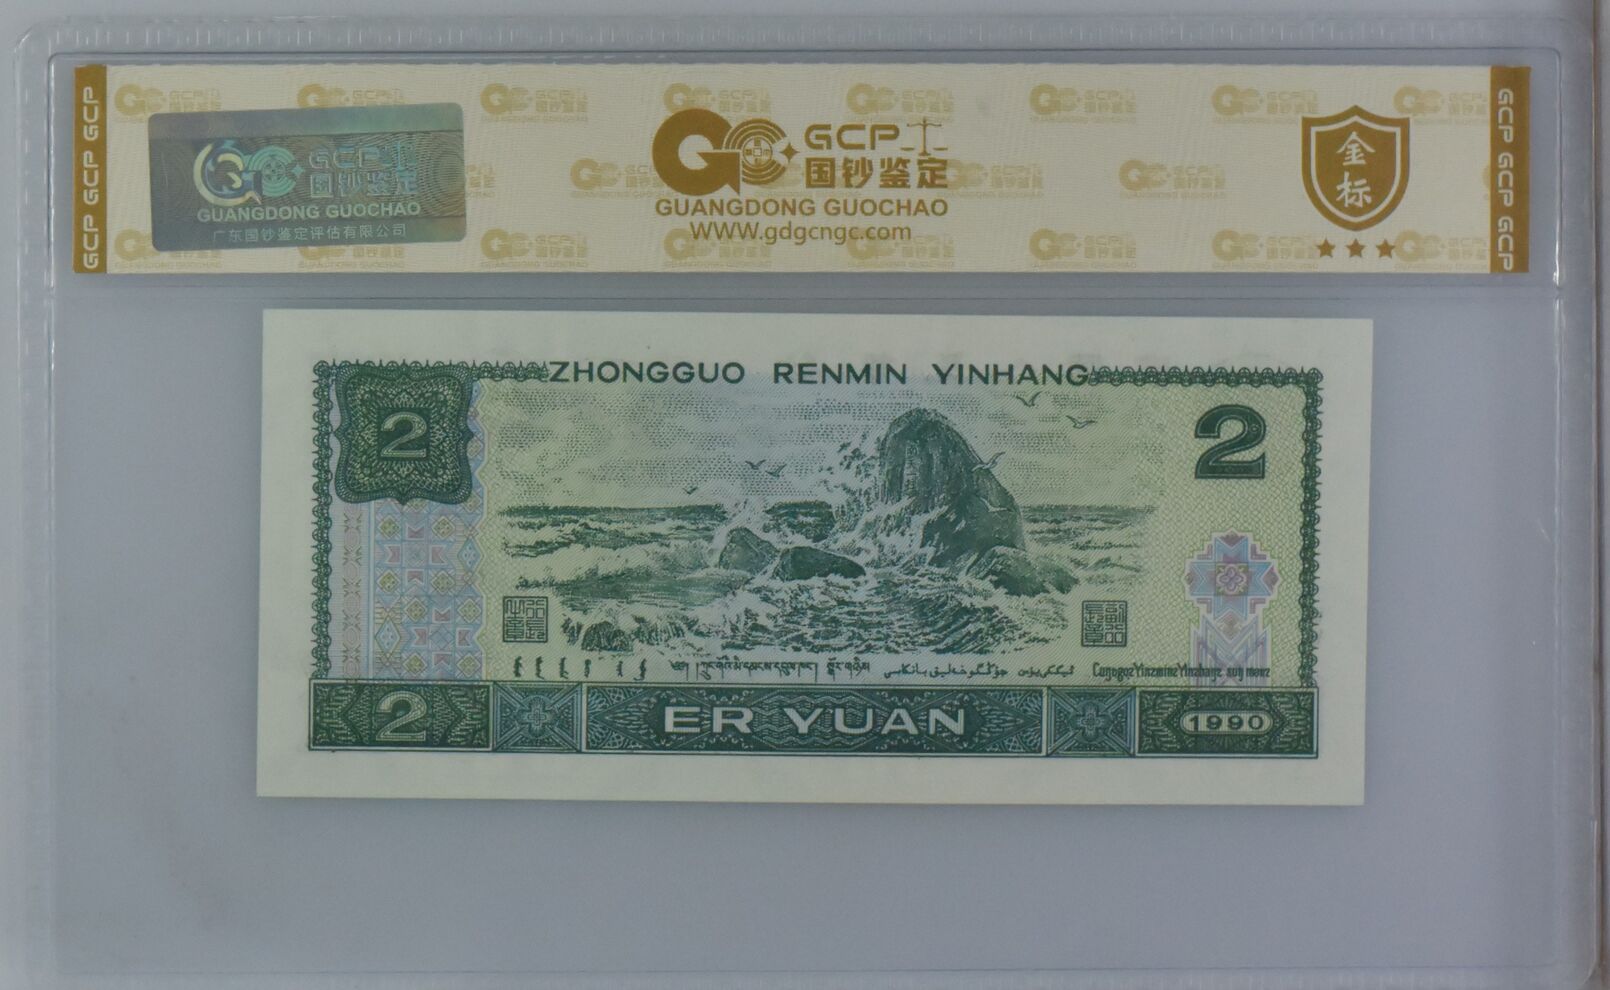 GCP GCP GCP
GCP
国钞鉴定
GUANGDONG GUOCHAO
广东国钞鉴定评估有限公司
GCP
国钞鉴定
GUANGDONG GUOCHAO
WWW.gdgcngc.com
金标
GCP GCP GCP
ZHONGGUO RENMIN YINHANG
2
2
2
ER YUAN
1990